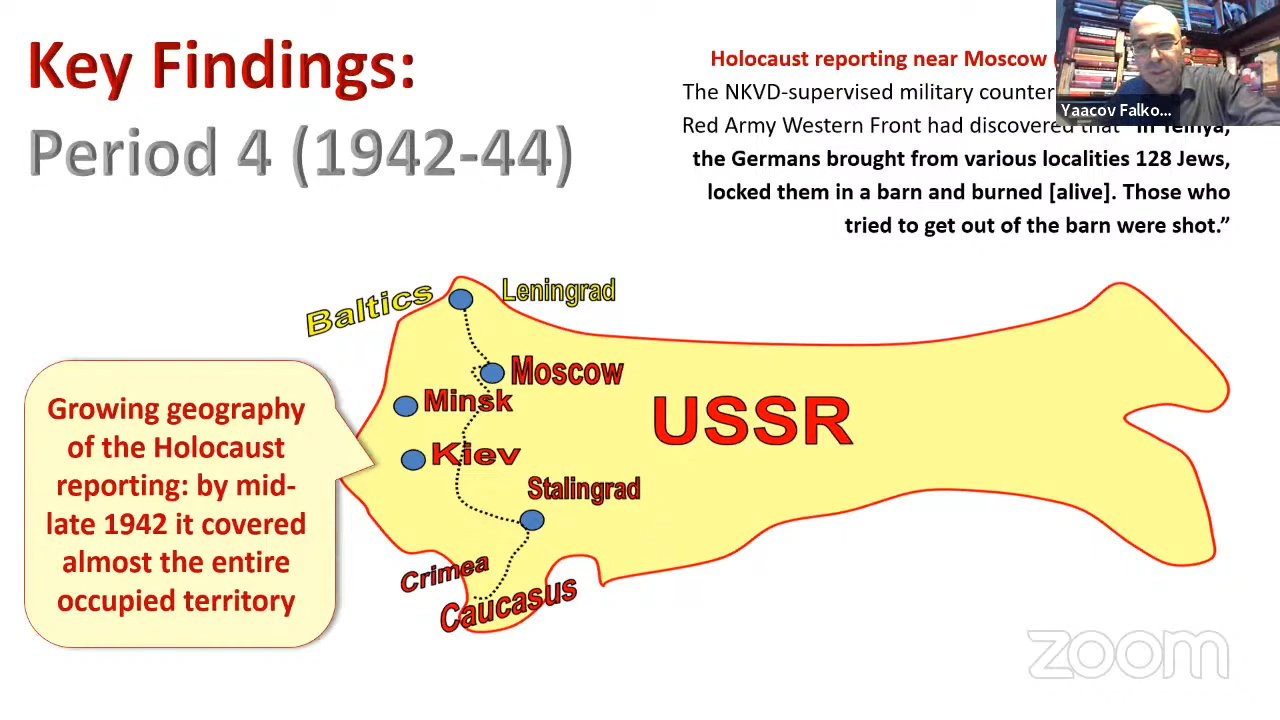 Key Findings:
Period 4 (1942-44)
Holocaust reporting near Moscow
The NKVD-supervised military counter
Red Army Western Front had discovered that "In Yelnya,
the Germans brought from various localities 128 Jews,
locked them in a barn and burned [alive]. Those who
tried to get out of the barn were shot.”
Yaacov Falko...
Baltics
Leningrad
Moscow
Minsk
USSR
Kiev
Stalingrad
Crimea
Caucasus
Growing geography
of the Holocaust
reporting: by mid-
late 1942 it covered
almost the entire
occupied territory
zoom